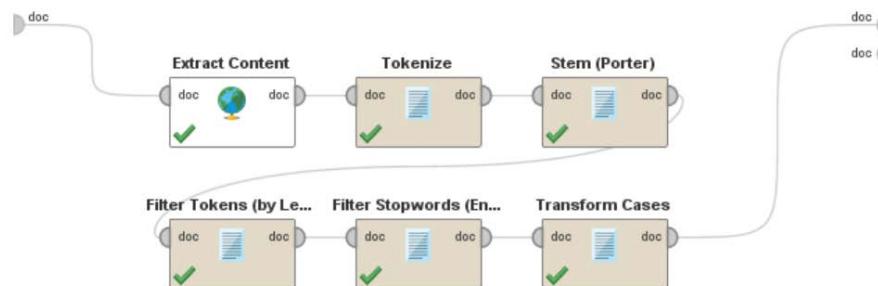 doc
doc
doc
Extract Content
Tokenize
Stem (Porter)
doc doc
doc doc
doc doc
Filter Tokens (by Le...
Filter Stopwords (En...
Transform Cases
doc doc
doc doc
doc doc